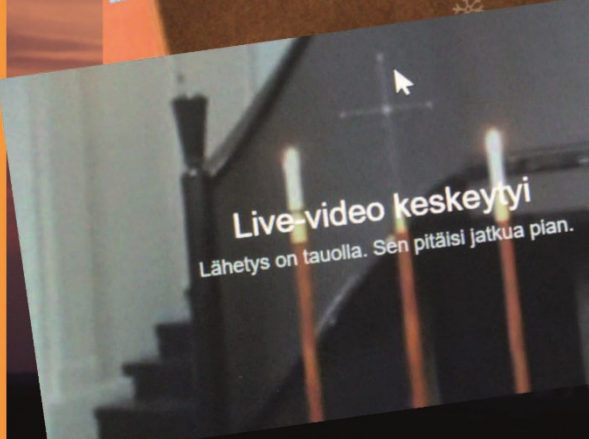 Live-video keskeytyi
Lähetys on tauolla. Sen pitäisi jatkua pian.